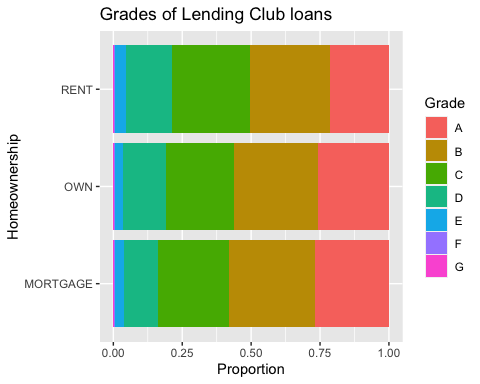 Grades of Lending Club loans
Homeownership
RENT
OWN
MORTGAGE
0.00 0.25 0.50 0.75 1.00
Proportion
Grade
A
B
C
D
E
F
G